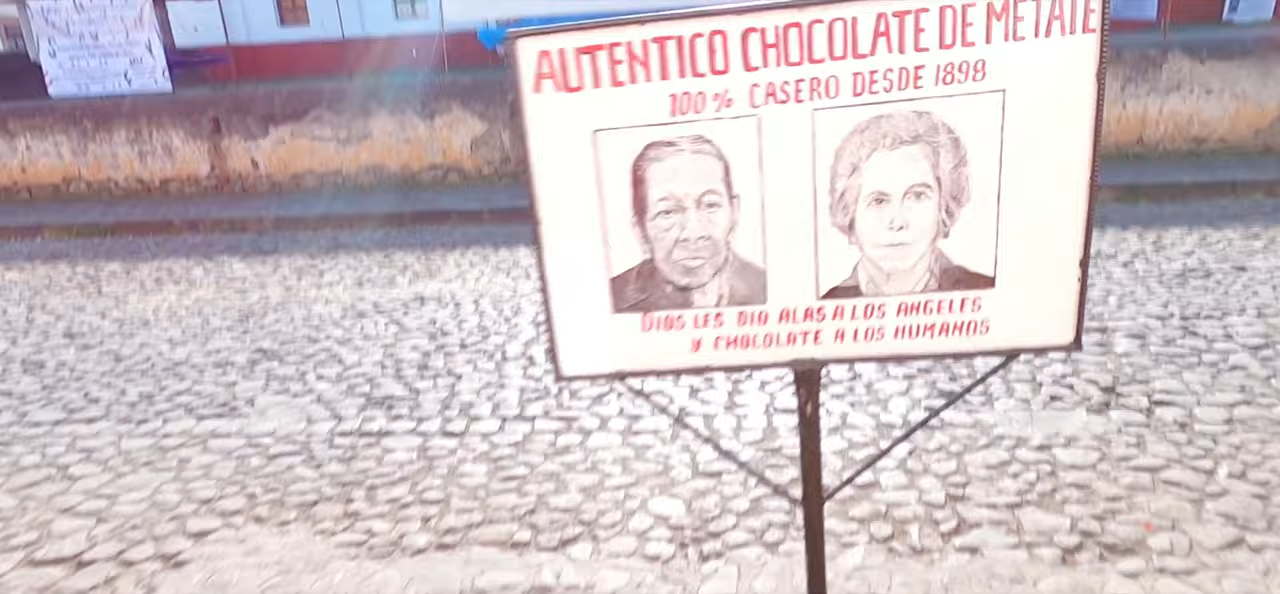 AUTENTICO CHOCOLATE DE METATE
100% CASERO DESDE 1898
DIOS LES DIO ALAS A LOS ANGELES
Y CHOCOLATE A LOS HUMANOS